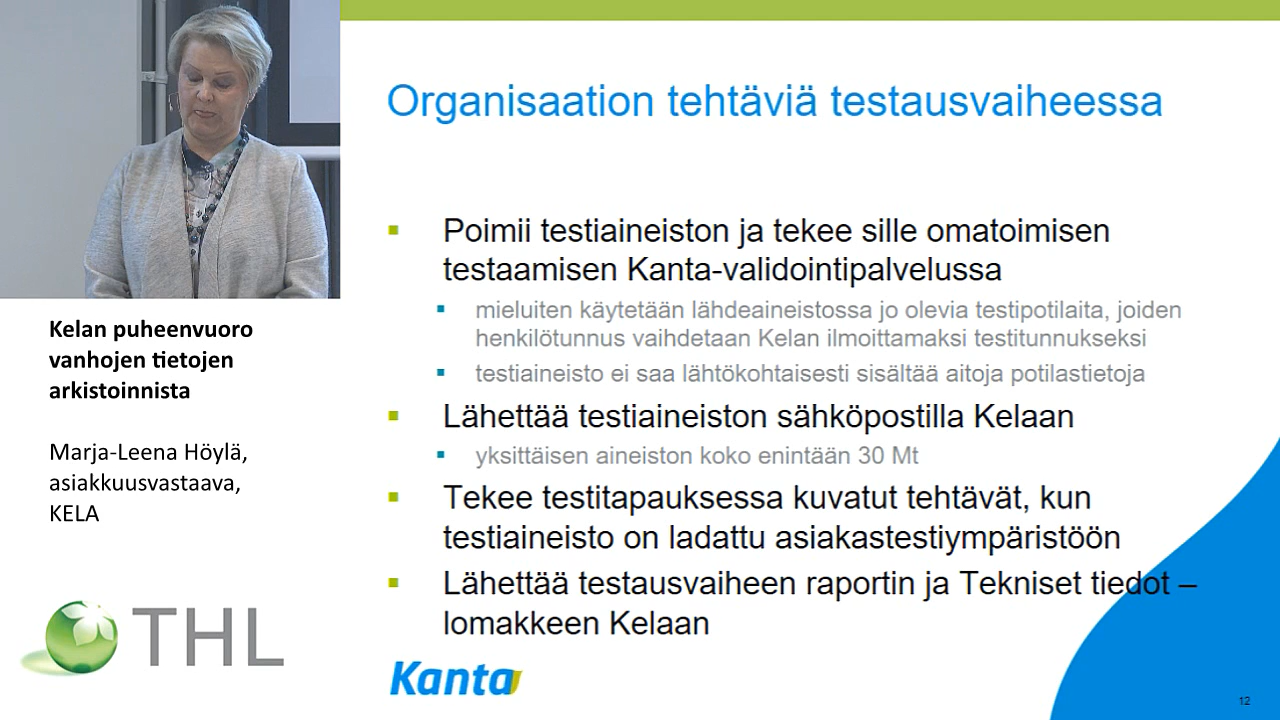 Organisaation tehtäviä testausvaiheessa
Poimii testiaineiston ja tekee sille omatoimisen
testaamisen Kanta-validointipalvelussa
mieluiten käytetään lähdeaineistossa jo olevia testipotilaita, joiden
henkilötunnus vaihdetaan Kelan ilmoittamaksi testitunnukseksi
testiaineisto ei saa lähtökohtaisesti sisältää aitoja potilastietoja
Lähettää testiaineiston sähköpostilla Kelaan
yksittäisen aineiston koko enintään 30 Mt
Tekee testitapauksessa kuvatut tehtävät, kun
testiaineisto on ladattu asiakastestiympäristöön
Lähettää testausvaiheen raportin ja Tekniset tiedot –
lomakkeen Kelaan
Kanta
12
Kelan puheenvuoro
vanhojen tietojen
arkistoinnista
Marja-Leena Höylä,
asiakkuusvastaava,
KELA
THL